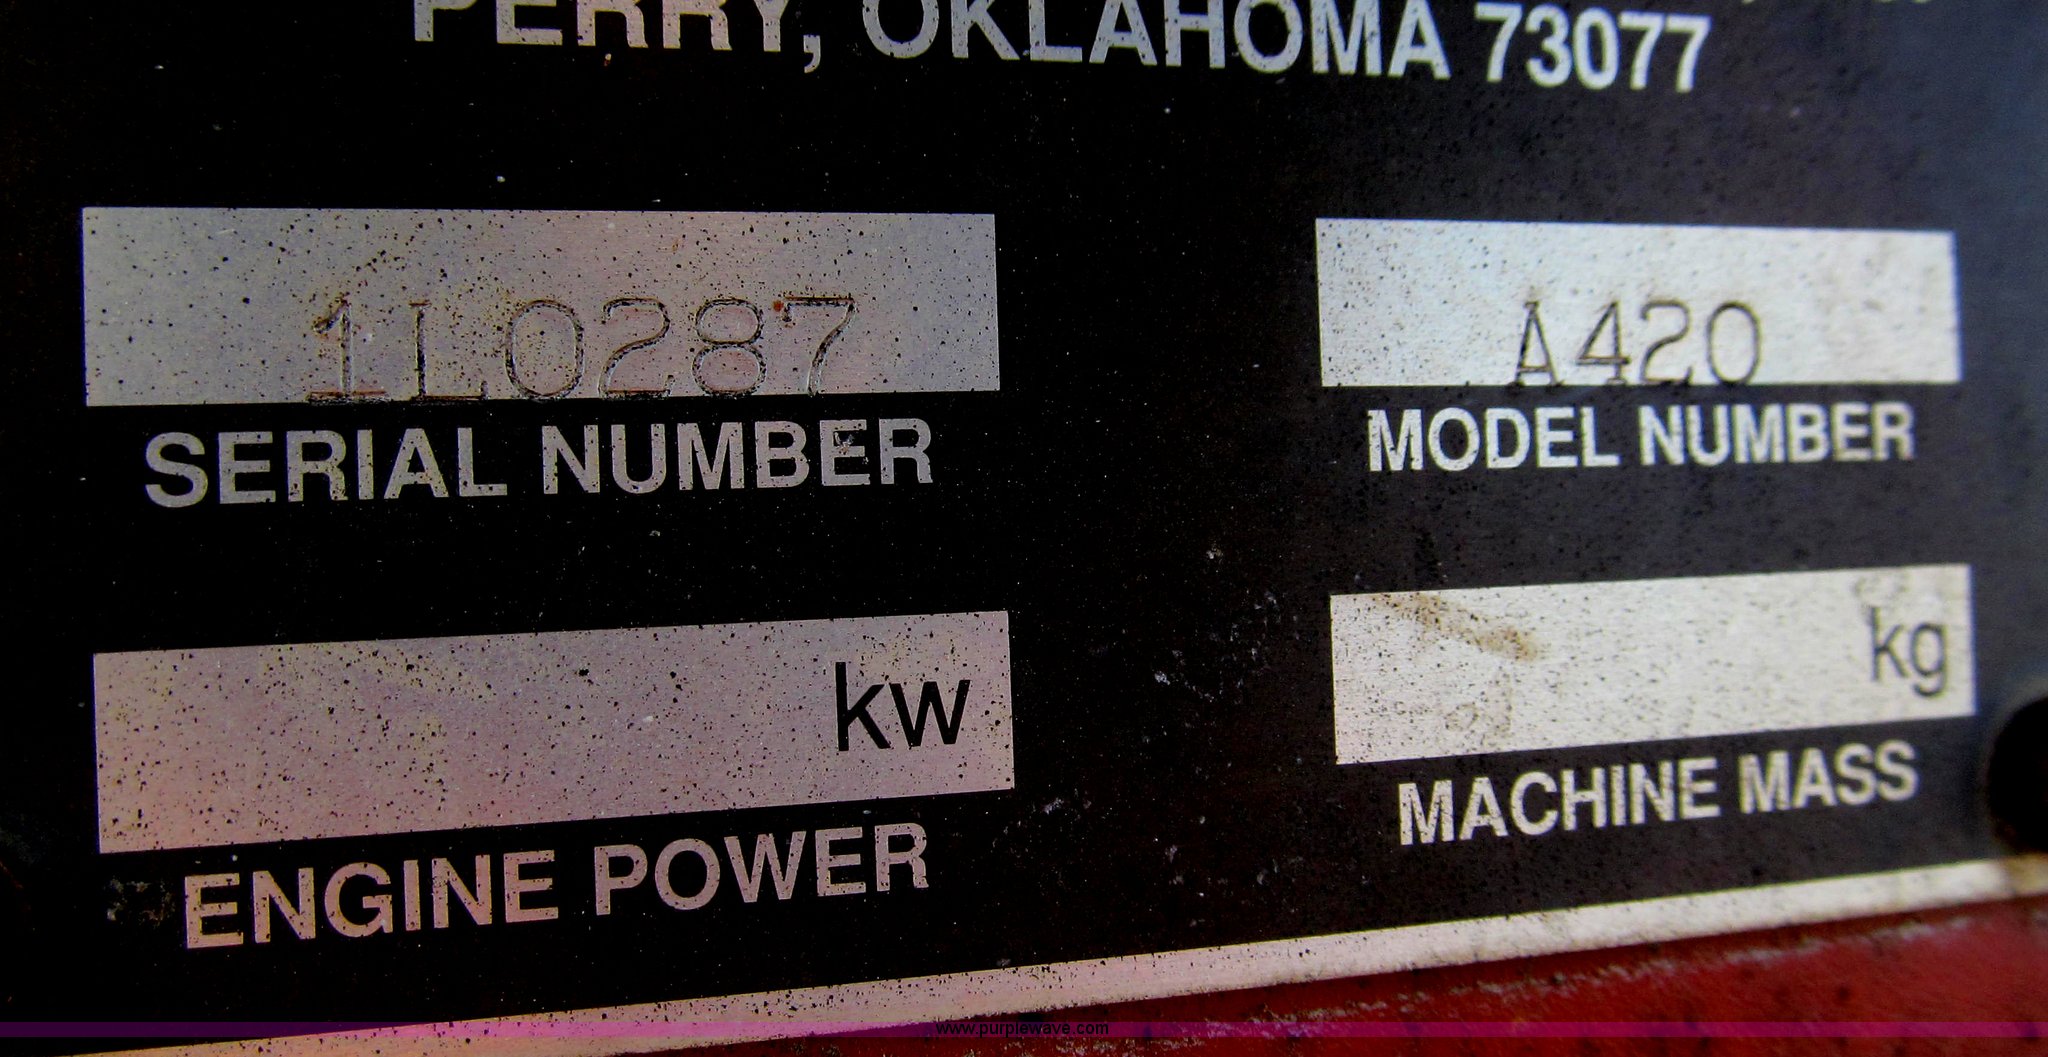 PERRY, OKLAHOMA 73077
1L0287
A420
SERIAL NUMBER
MODEL NUMBER
kw
kg
ENGINE POWER
MACHINE MASS
www.purplewave.com